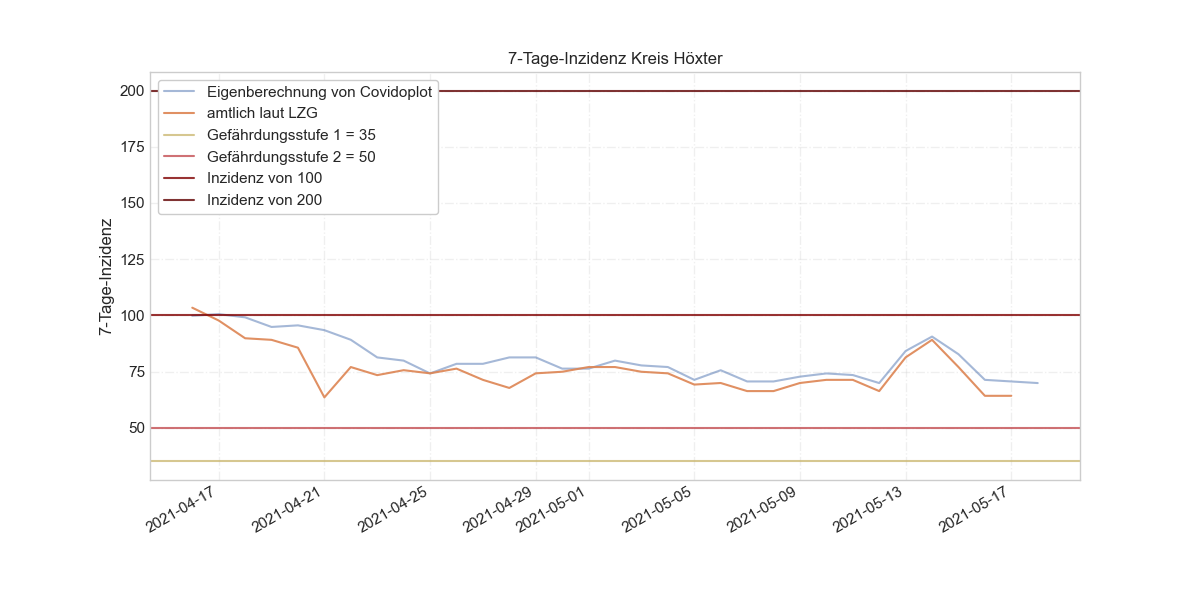 7-Tage-Inzidenz Kreis Höxter
Eigenberechnung von Covidoplot
amtlich laut LZG
Gefährdungsstufe 1 = 35
Gefährdungsstufe 2 = 50
Inzidenz von 100
Inzidenz von 200
7-Tage-Inzidenz
200
175
150
125
100
75
50
2021-04-17
2021-04-21
2021-04-25
2021-04-29
2021-05-01
2021-05-05
2021-05-09
2021-05-13
2021-05-17